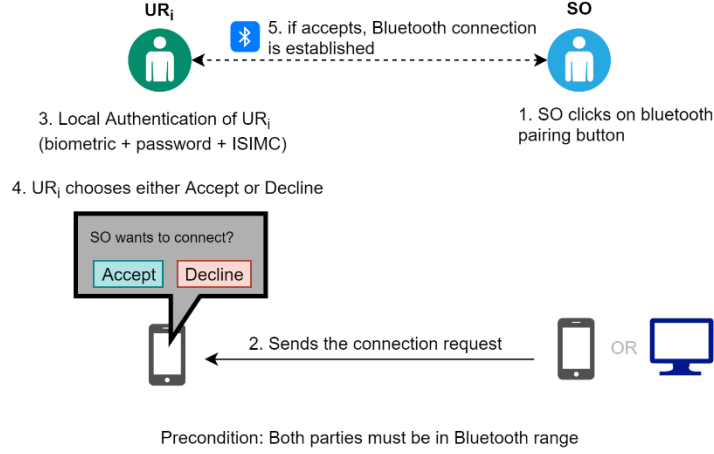 URi
SO
5. if accepts, Bluetooth connection
is established
3. Local Authentication of URi
(biometric + password + ISIMC)
1. SO clicks on bluetooth
pairing button
4. URi chooses either Accept or Decline
SO wants to connect?
Accept
Decline
2. Sends the connection request
OR
Precondition: Both parties must be in Bluetooth range